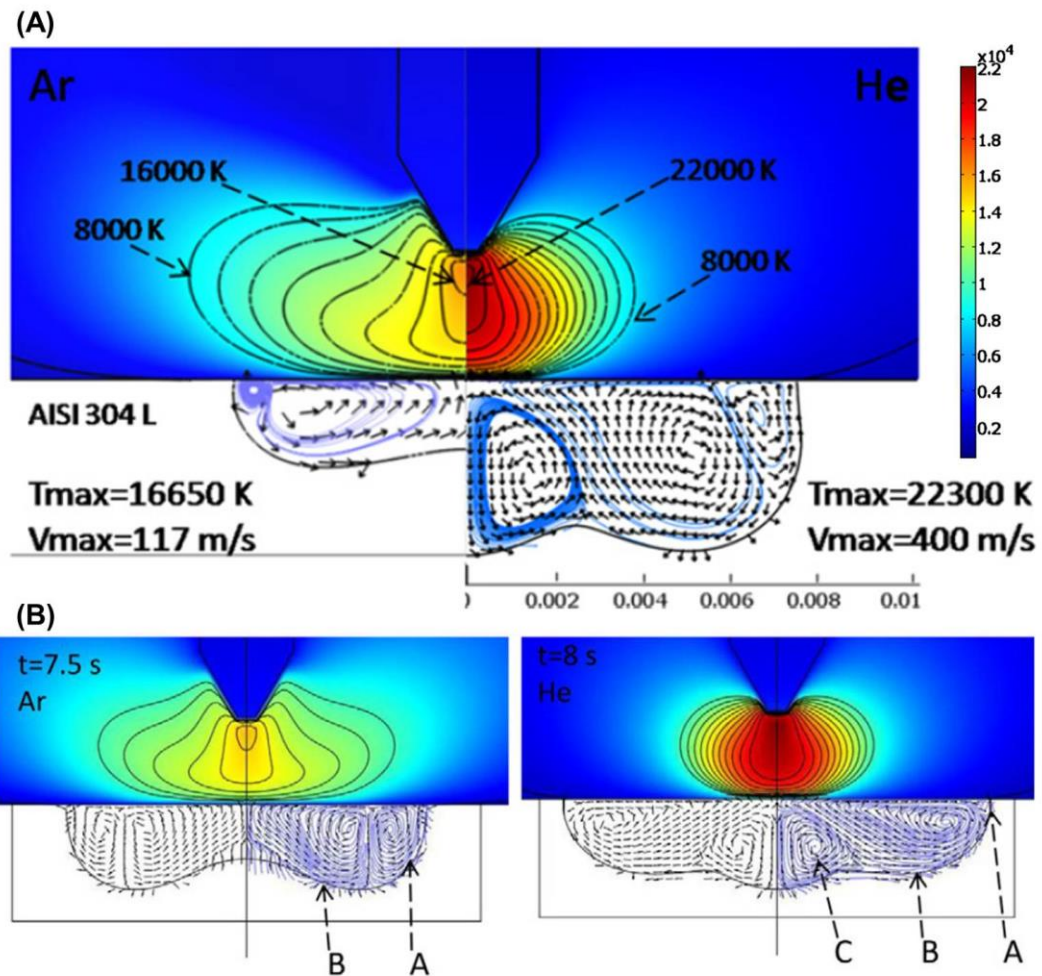 (A)
Ar
He
16000 K
22000 K
8000 K
8000 K
x10⁴
2.2
2
1.8
1.6
1.4
1.2
1
0.8
0.6
0.4
0.2
AISI 304 L
Tmax=16650 K
Vmax=117 m/s
Tmax=22300 K
Vmax=400 m/s
0.002
0.004
0.006
0.008
0.01
(B)
t=7.5 s
Ar
t=8 s
He
B
A
C
B
A